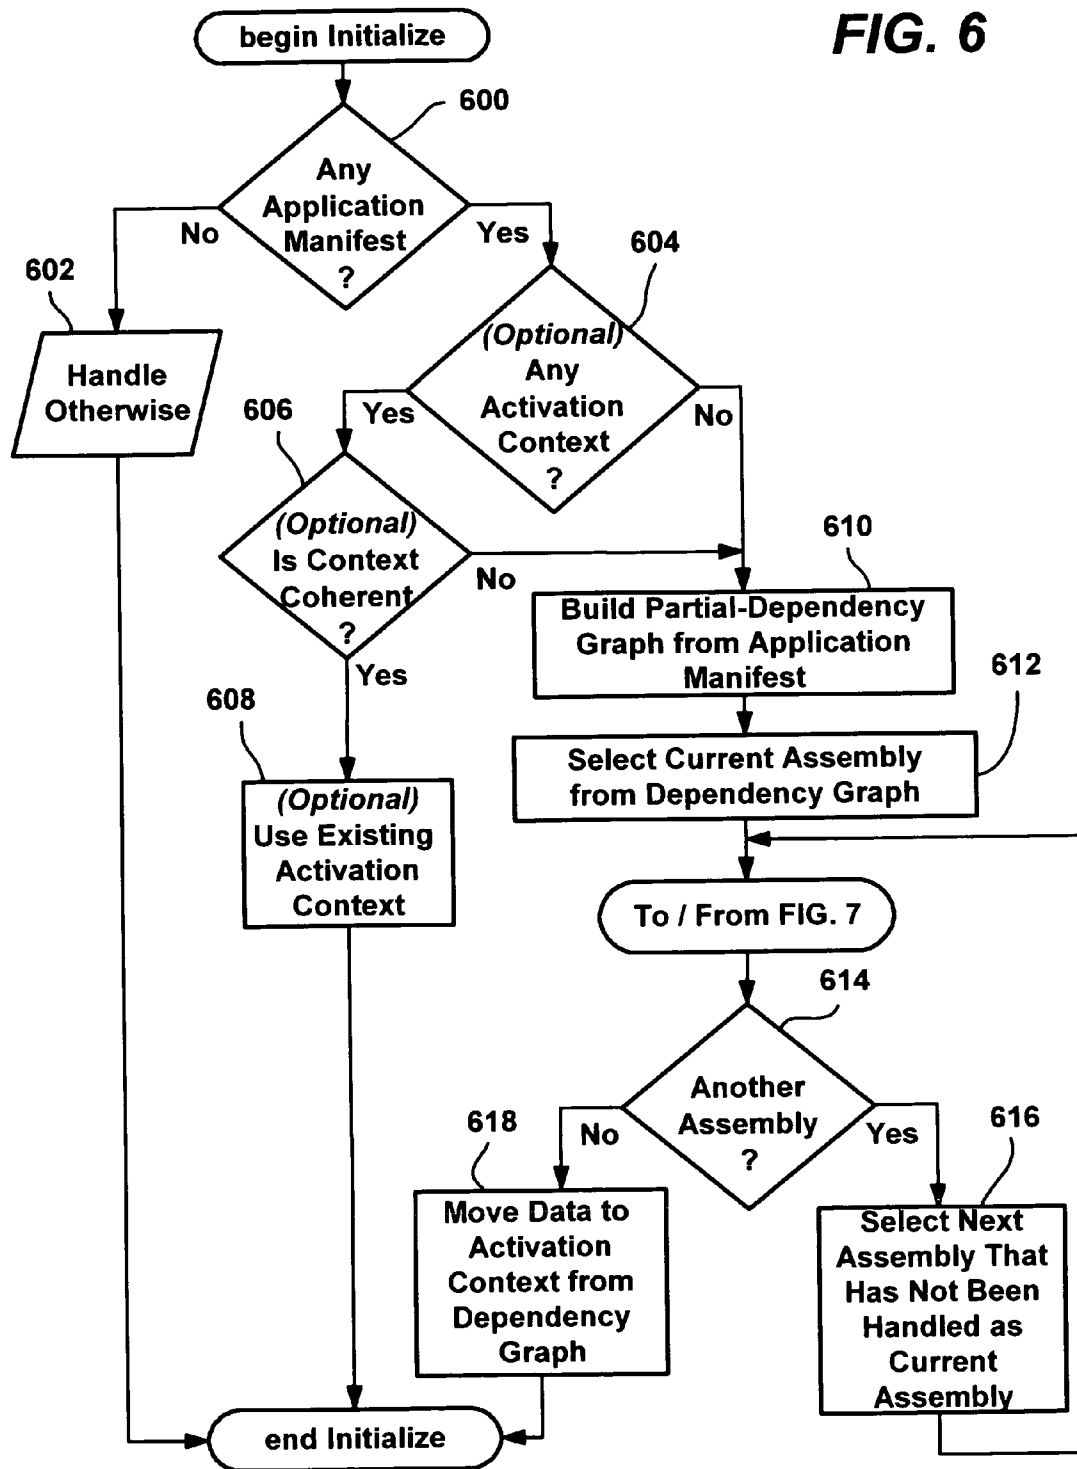 FIG. 6
begin Initialize
600
Any
Application
Manifest
?
No
Yes
602
604
Handle
Otherwise
(Optional)
Any
Activation
Context
?
Yes
No
606
(Optional)
Is Context
Coherent
?
No
Yes
610
Build Partial-Dependency
Graph from Application
Manifest
612
608
Select Current Assembly
from Dependency Graph
(Optional)
Use Existing
Activation
Context
To / From FIG. 7
614
Another
Assembly
?
No
Yes
618
616
Move Data to
Activation
Context from
Dependency
Graph
Select Next
Assembly That
Has Not Been
Handled as
Current
Assembly
end Initialize